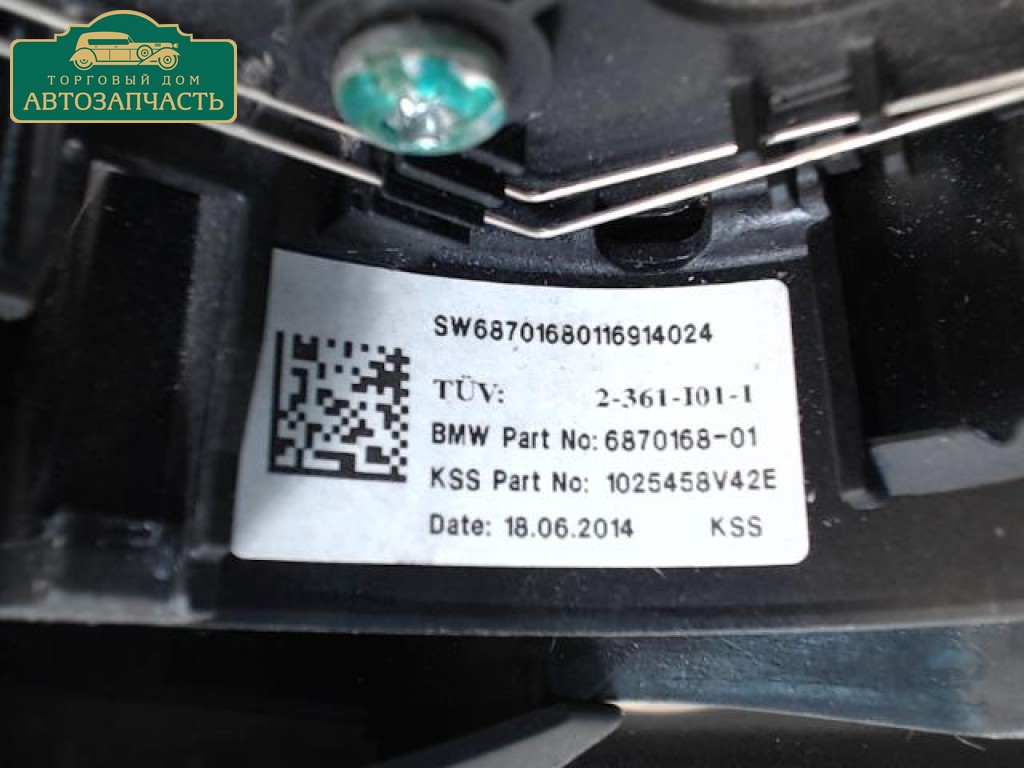 ТОРГОВЫЙ ДОМ
АВТОЗАПЧАСТЬ
SW68701680116914024
TÜV: 2-361-I01-1
BMW Part No: 6870168-01
KSS Part No: 1025458V42E
Date: 18.06.2014 KSS